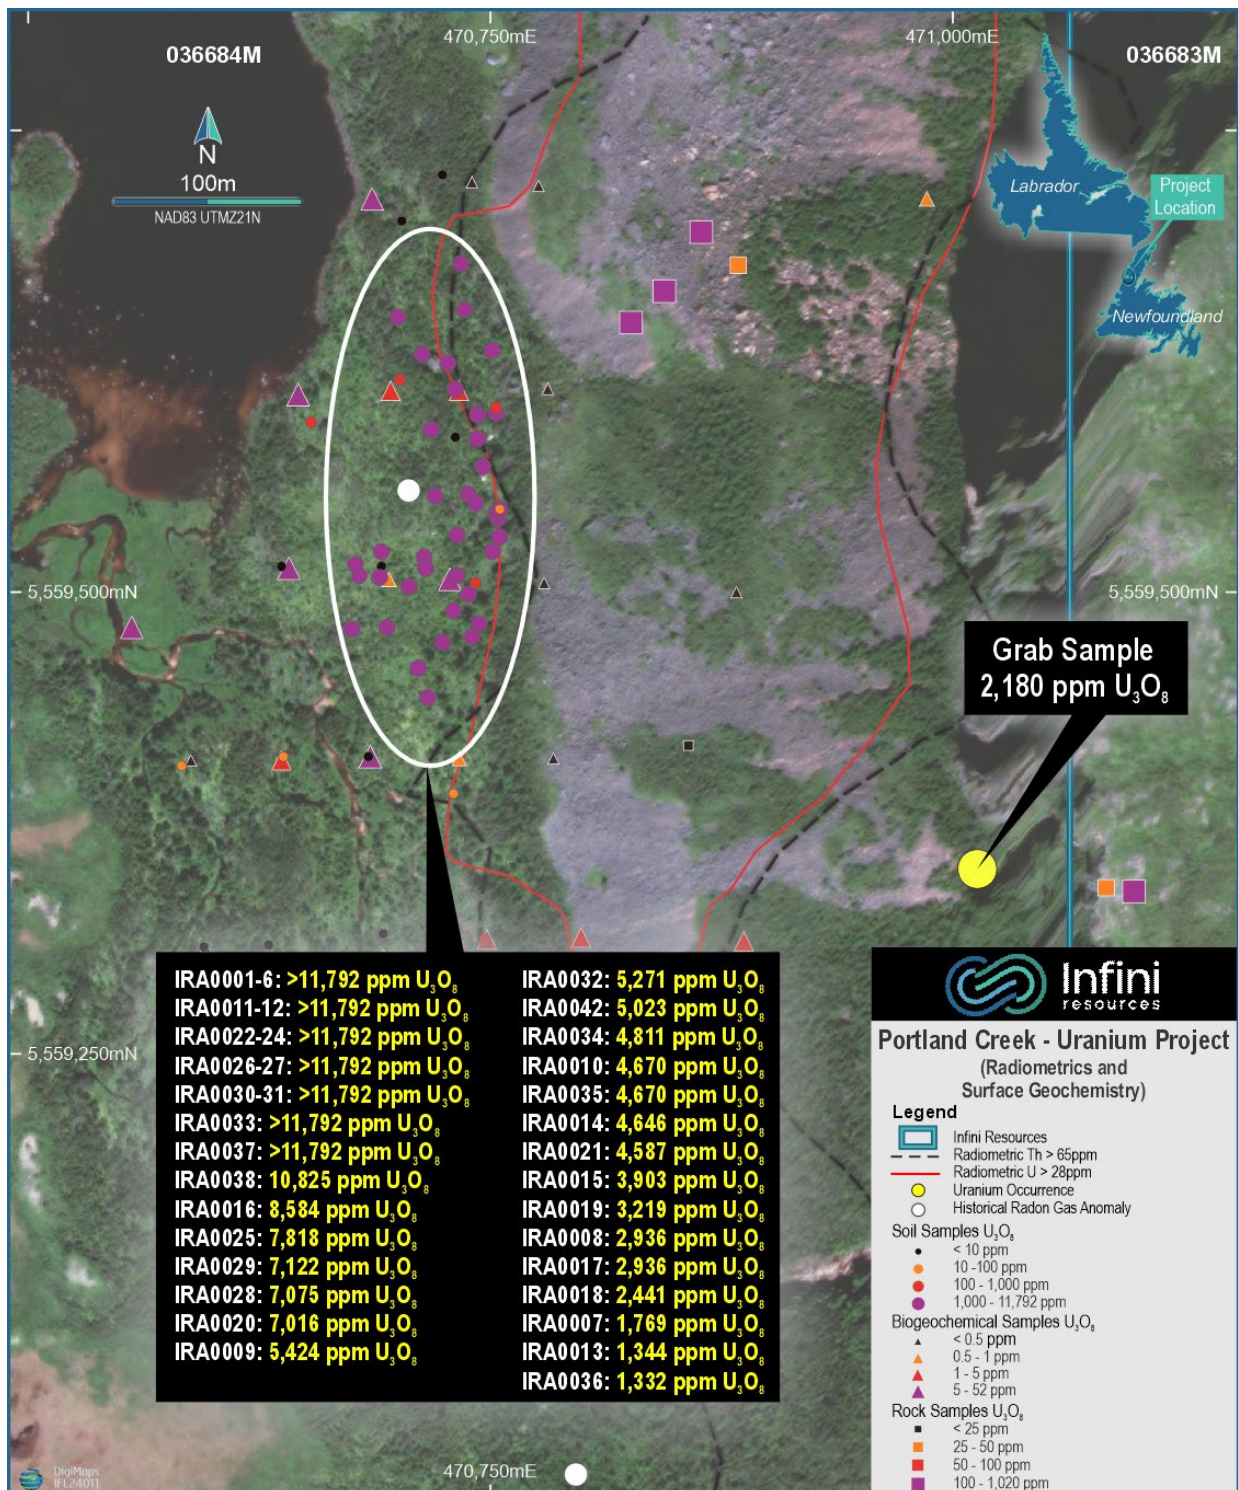 470,750mE
471,000mE
036684M
036683M
N
100m
NAD83 UTMZ21N
Labrador
Project
Location
Newfoundland
5,559,500mN
5,559,500mN
Grab Sample
2,180 ppm U₃O₈
5,559,250mN
IRA0001-6: >11,792 ppm U₃O₈
IRA0011-12: >11,792 ppm U₃O₈
IRA0022-24: >11,792 ppm U₃O₈
IRA0026-27: >11,792 ppm U₃O₈
IRA0030-31: >11,792 ppm U₃O₈
IRA0033: >11,792 ppm U₃O₈
IRA0037: >11,792 ppm U₃O₈
IRA0038: 10,825 ppm U₃O₈
IRA0016: 8,584 ppm U₃O₈
IRA0025: 7,818 ppm U₃O₈
IRA0029: 7,122 ppm U₃O₈
IRA0028: 7,075 ppm U₃O₈
IRA0020: 7,016 ppm U₃O₈
IRA0009: 5,424 ppm U₃O₈
IRA0032: 5,271 ppm U₃O₈
IRA0042: 5,023 ppm U₃O₈
IRA0034: 4,811 ppm U₃O₈
IRA0010: 4,670 ppm U₃O₈
IRA0035: 4,670 ppm U₃O₈
IRA0014: 4,646 ppm U₃O₈
IRA0021: 4,587 ppm U₃O₈
IRA0015: 3,903 ppm U₃O₈
IRA0019: 3,219 ppm U₃O₈
IRA0008: 2,936 ppm U₃O₈
IRA0017: 2,936 ppm U₃O₈
IRA0018: 2,441 ppm U₃O₈
IRA0007: 1,769 ppm U₃O₈
IRA0013: 1,344 ppm U₃O₈
IRA0036: 1,332 ppm U₃O₈
Infini
resources
Portland Creek - Uranium Project
(Radiometrics and
Surface Geochemistry)
Legend
Infini Resources
Radiometric Th > 65ppm
Radiometric U > 28ppm
Uranium Occurrence
Historical Radon Gas Anomaly
Soil Samples U₃O₈
< 10 ppm
10 -100 ppm
100 - 1,000 ppm
1,000 - 11,792 ppm
Biogeochemical Samples U₃O₈
< 0.5 ppm
0.5 - 1 ppm
1 - 5 ppm
5 - 52 ppm
Rock Samples U₃O₈
< 25 ppm
25 - 50 ppm
50 - 100 ppm
100 - 1,020 ppm
DigiMaps
IFL24011
470,750mE